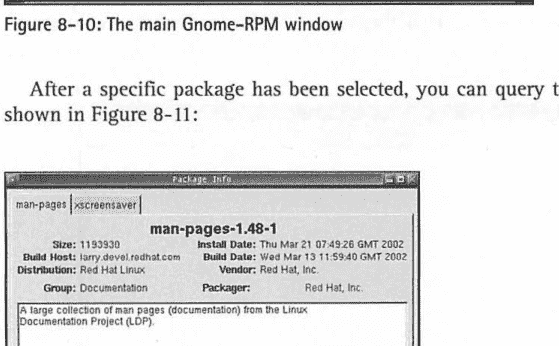 Figure 8-10: The main Gnome-RPM window
After a specific package has been selected, you can query t
shown in Figure 8-11:
Package Info
man-pages xscreensaver
man-pages-1.48-1
Size: 1193930 Install Date: Thu Mar 21 07:49:26 GMT 2002
Build Host: larry.devel.redhat.com Build Date: Wed Mar 13 11:59:40 GMT 2002
Distribution: Red Hat Linux Vendor: Red Hat, Inc.
Group: Documentation Packager: Red Hat, Inc.
A large collection of man pages (documentation) from the Linux
Documentation Project (LDP).